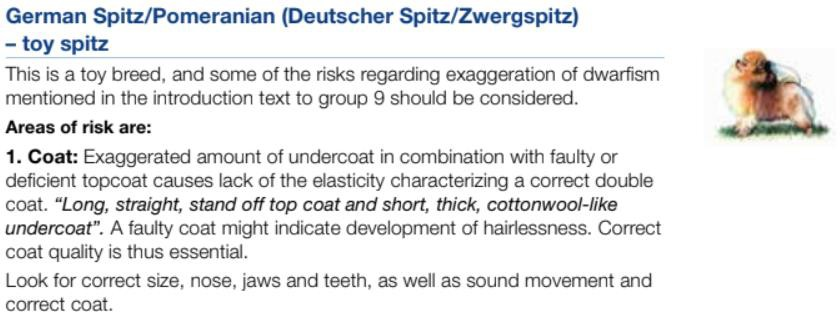 German Spitz/Pomeranian (Deutscher Spitz/Zwergspitz)
– toy spitz
This is a toy breed, and some of the risks regarding exaggeration of dwarfism
mentioned in the introduction text to group 9 should be considered.
Areas of risk are:
1. Coat: Exaggerated amount of undercoat in combination with faulty or
deficient topcoat causes lack of the elasticity characterizing a correct double
coat. “Long, straight, stand off top coat and short, thick, cottonwool-like
undercoat”. A faulty coat might indicate development of hairlessness. Correct
coat quality is thus essential.
Look for correct size, nose, jaws and teeth, as well as sound movement and
correct coat.